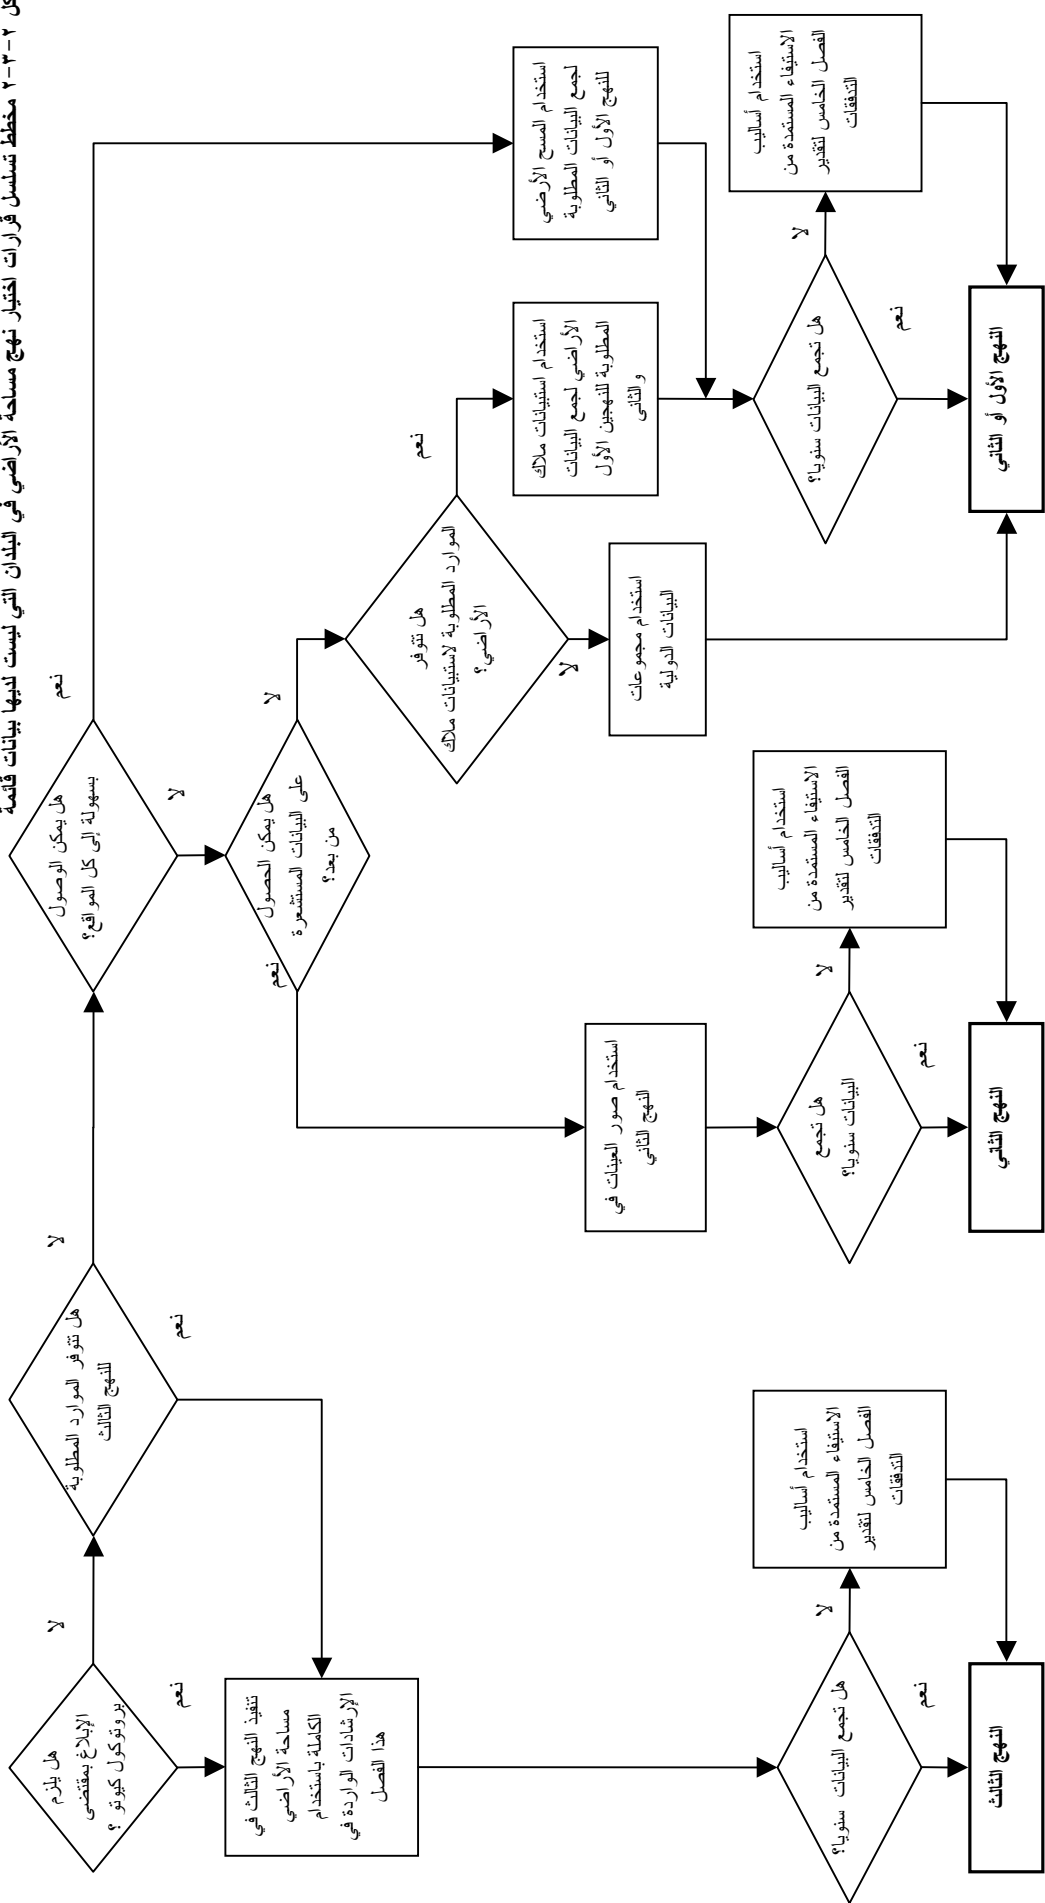 ٢-٣-٢ مخطط تسلسل قرارات اختيار نهج مساحة الأراضي في البلدان التي ليست لديها بيانات قائمة
هل يلزم
الإبلاغ بمقتضى
بروتوكول كيوتو ؟
لا
نعم
هل تتوفر الموارد المطلوبة
للنهج الثالث
لا
نعم
هل يمكن الوصول
بسهولة إلى كل المواقع؟
نعم
لا
تنفيذ النهج الثالث في
مساحة الأراضي
الكاملة باستخدام
الإرشادات الواردة في
هذا الفصل
هل يمكن الحصول
على البيانات المستشعرة
من بعد؟
نعم
لا
هل تتوفر
الموارد المطلوبة لاستبيانات ملاك
الأراضي؟
نعم
لا
استخدام المسح الأرضي
لجمع البيانات المطلوبة
للنهج الأول أو الثاني
استخدام استبيانات ملاك
الأراضي لجمع البيانات
المطلوبة للنهجين الأول
والثاني
استخدام صور العينات في
النهج الثاني
استخدام مجموعات
البيانات الدولية
هل تجمع البيانات سنويا؟
لا
نعم
استخدام أساليب
الاستيفاء المستمدة من
الفصل الخامس لتقدير
التدفقات
النهج الثالث
هل تجمع
البيانات سنويا؟
لا
نعم
استخدام أساليب
الاستيفاء المستمدة من
الفصل الخامس لتقدير
التدفقات
النهج الثاني
هل تجمع البيانات سنويا؟
لا
نعم
استخدام أساليب
الاستيفاء المستمدة من
الفصل الخامس لتقدير
التدفقات
النهج الأول أو الثاني